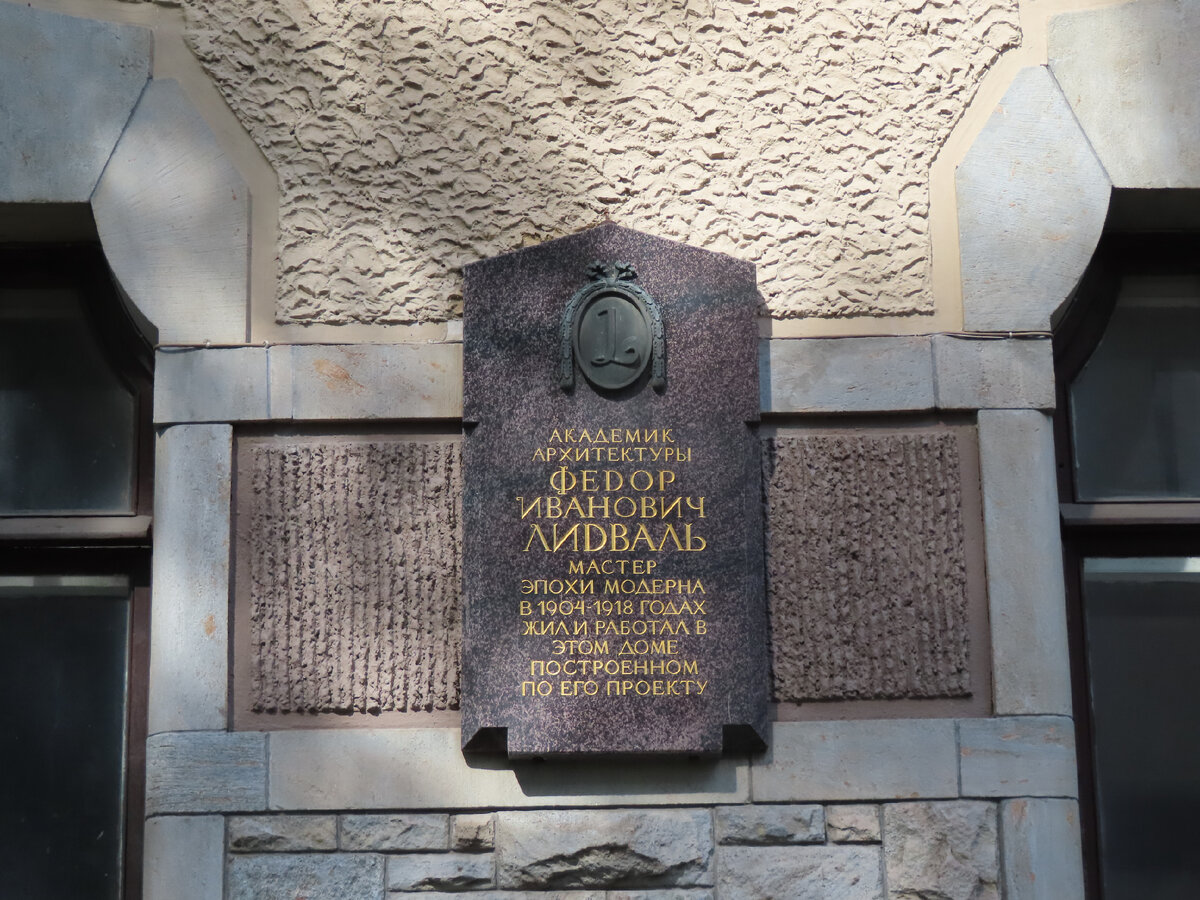 АКАДЕМИК
АРХИТЕКТУРЫ
ФЕДОР
ИВАНОВИЧ
ЛИДВАЛЬ
МАСТЕР
ЭПОХИ МОДЕРНА
В 1904-1918 ГОДАХ
ЖИЛ И РАБОТАЛ В
ЭТОМ ДОМЕ
ПОСТРОЕННОМ
ПО ЕГО ПРОЕКТУ